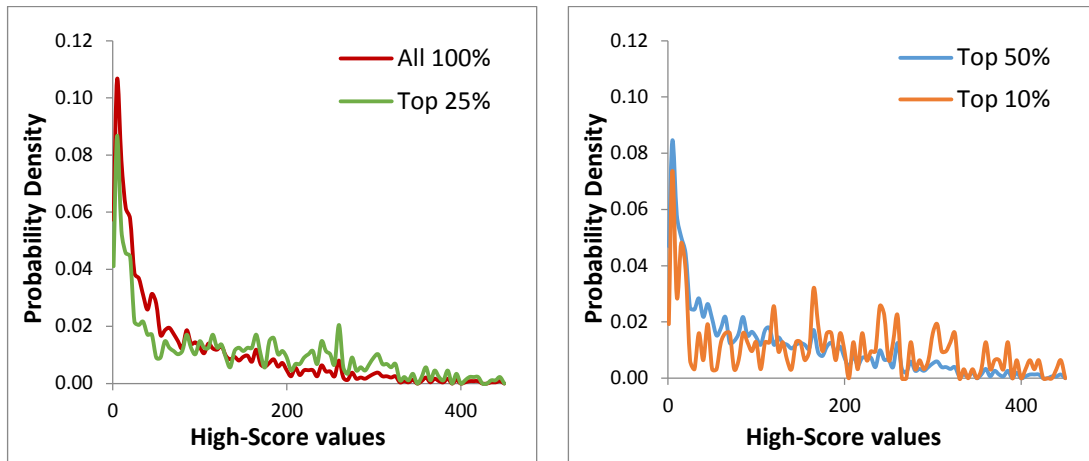 0.12
0.10
0.08
0.06
0.04
0.02
0.00
Probability Density
All 100%
Top 25%
0
200
400
High-Score values
0.12
0.10
0.08
0.06
0.04
0.02
0.00
Probability Density
Top 50%
Top 10%
0
200
400
High-Score values